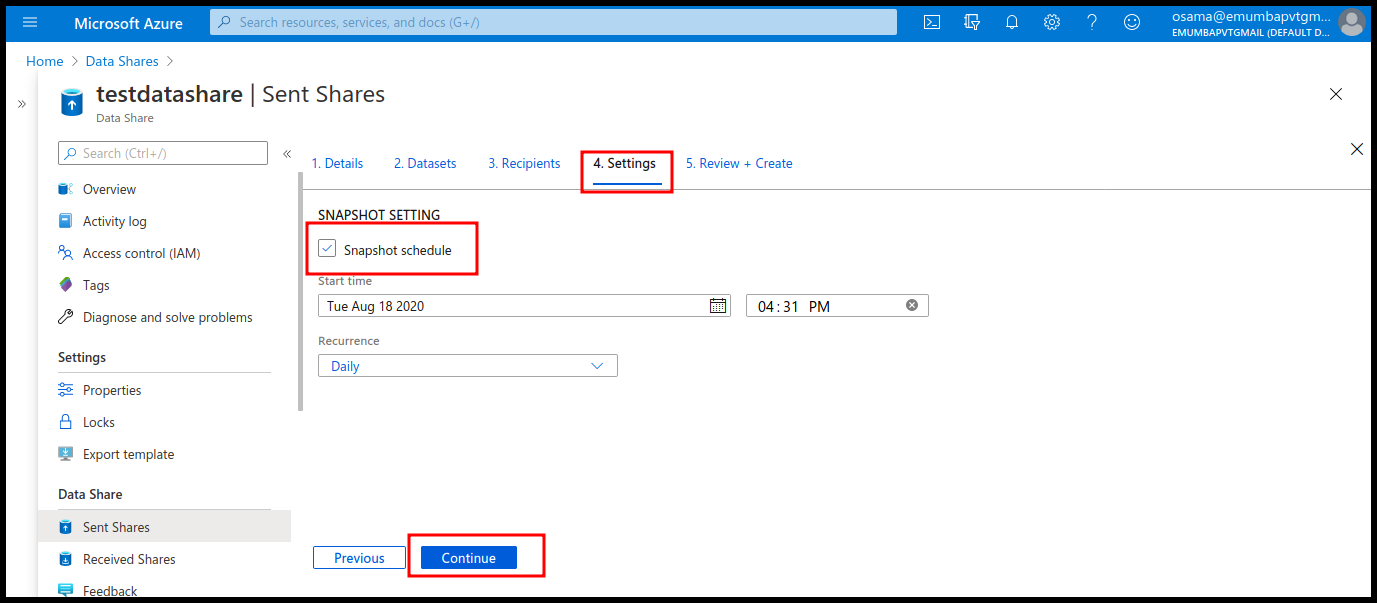 Microsoft Azure
Search resources, services, and docs (G+/)
osama@emumbapvtgm...
EMUMBAPVTGMAIL (DEFAULT D...
Home > Data Shares >
testdatashare | Sent Shares
Data Share
Search (Ctrl+/)
Overview
Activity log
Access control (IAM)
Tags
Diagnose and solve problems
Settings
Properties
Locks
Export template
Data Share
Sent Shares
Received Shares
Feedback
1. Details 2. Datasets 3. Recipients 4. Settings 5. Review + Create
SNAPSHOT SETTING
Snapshot schedule
Start time
Tue Aug 18 2020 04:31 PM
Recurrence
Daily
Previous Continue